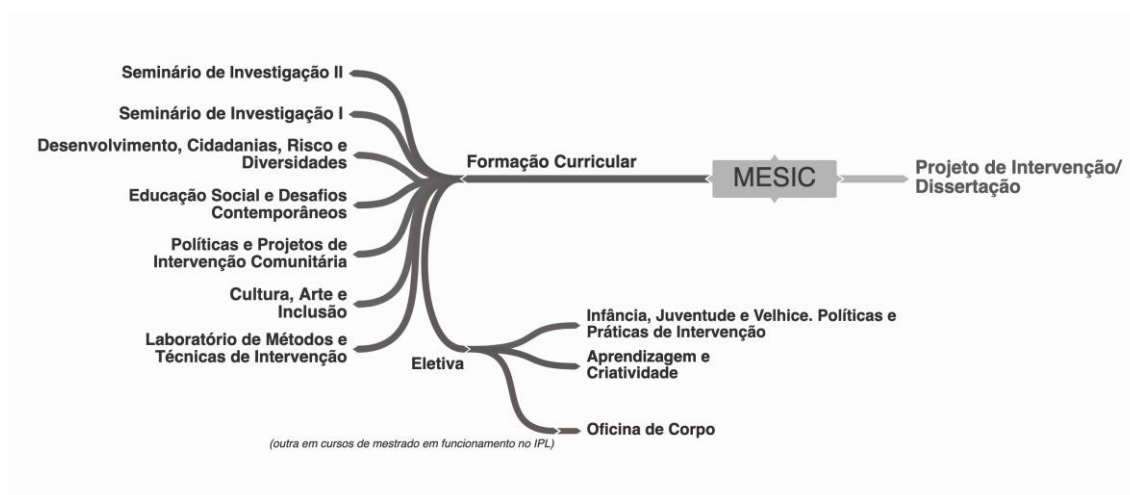 Seminário de Investigação II
Seminário de Investigação I
Desenvolvimento, Cidadanias, Risco e
Diversidades
Educação Social e Desafios
Contemporâneos
Políticas e Projetos de
Intervenção Comunitária
Cultura, Arte e
Inclusão
Laboratório de Métodos e
Técnicas de Intervenção
Formação Curricular
MESIC
Projeto de Intervenção/
Dissertação
Eletiva
Infância, Juventude e Velhice. Políticas e
Práticas de Intervenção
Aprendizagem e
Criatividade
Oficina de Corpo
(outra em cursos de mestrado em funcionamento no IPL)